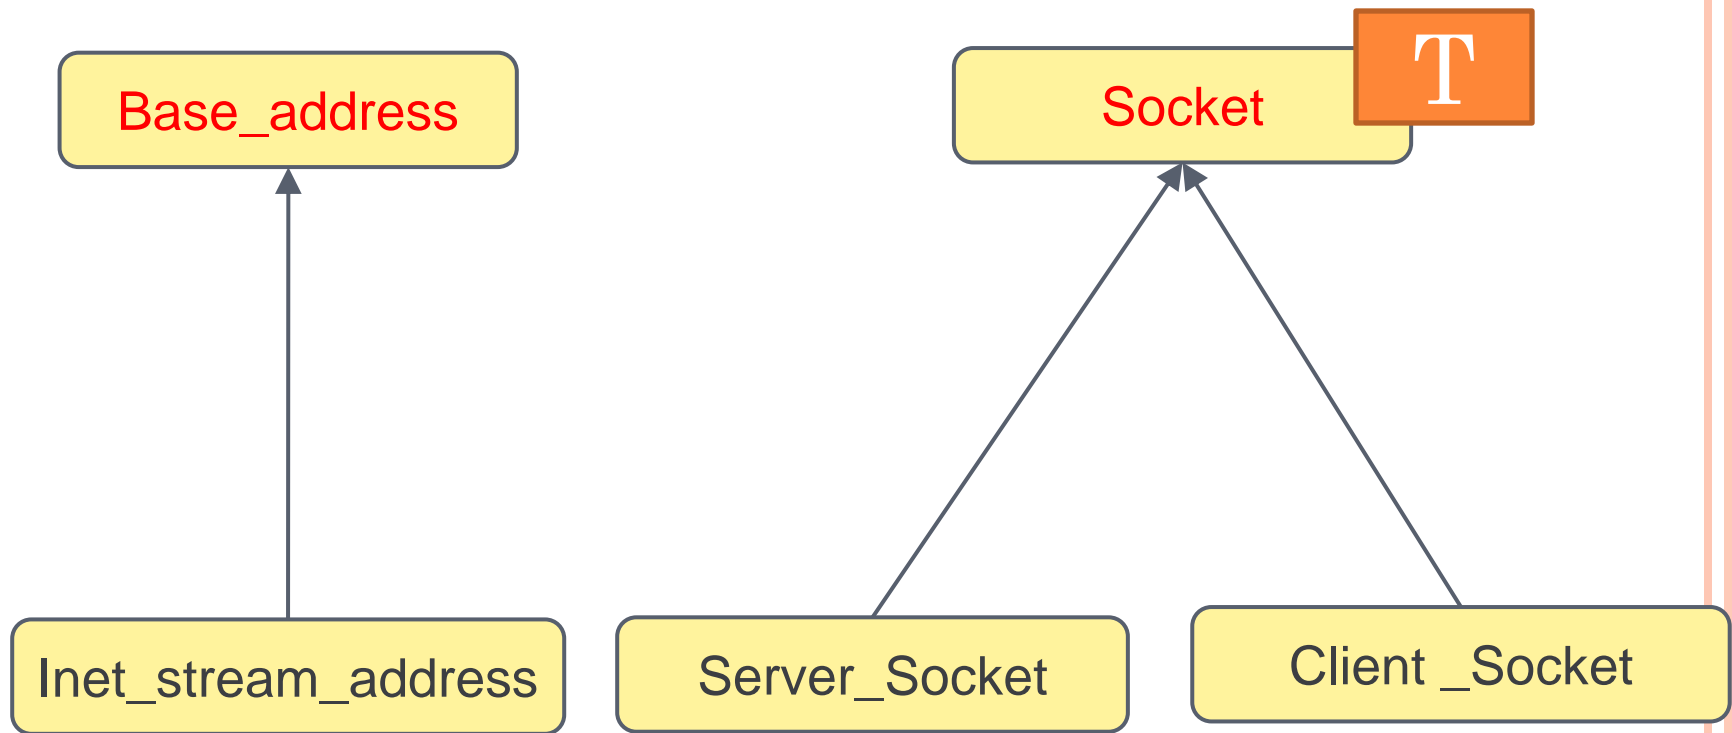 Base_address
Socket
T
Inet_stream_address
Server_Socket
Client _Socket